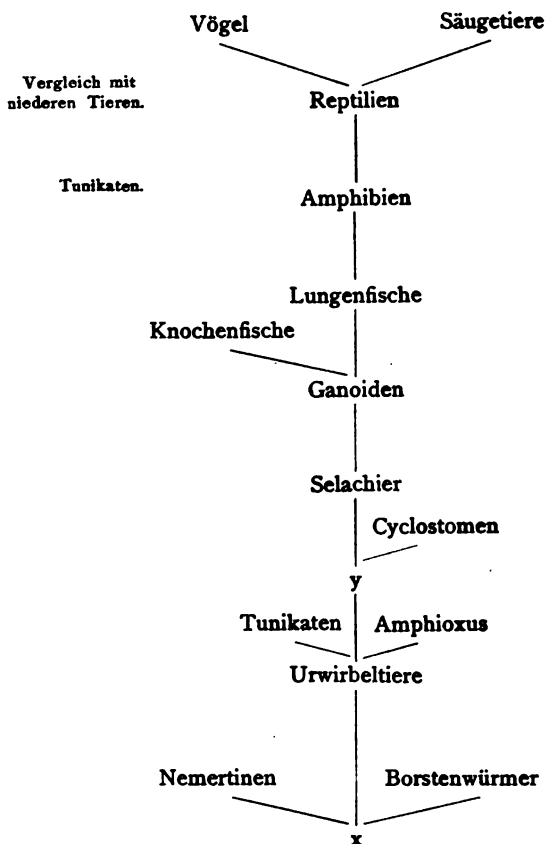 Vögel
Säugetiere
Vergleich mit
niederen Tieren.
Reptilien
Tunikaten.
Amphibien
Lungenfische
Knochenfische
Ganoiden
Selachier
Cyclostomen
y
Tunikaten
Amphioxus
Urwirbeltiere
Nemertinen
Borstenwürmer
x